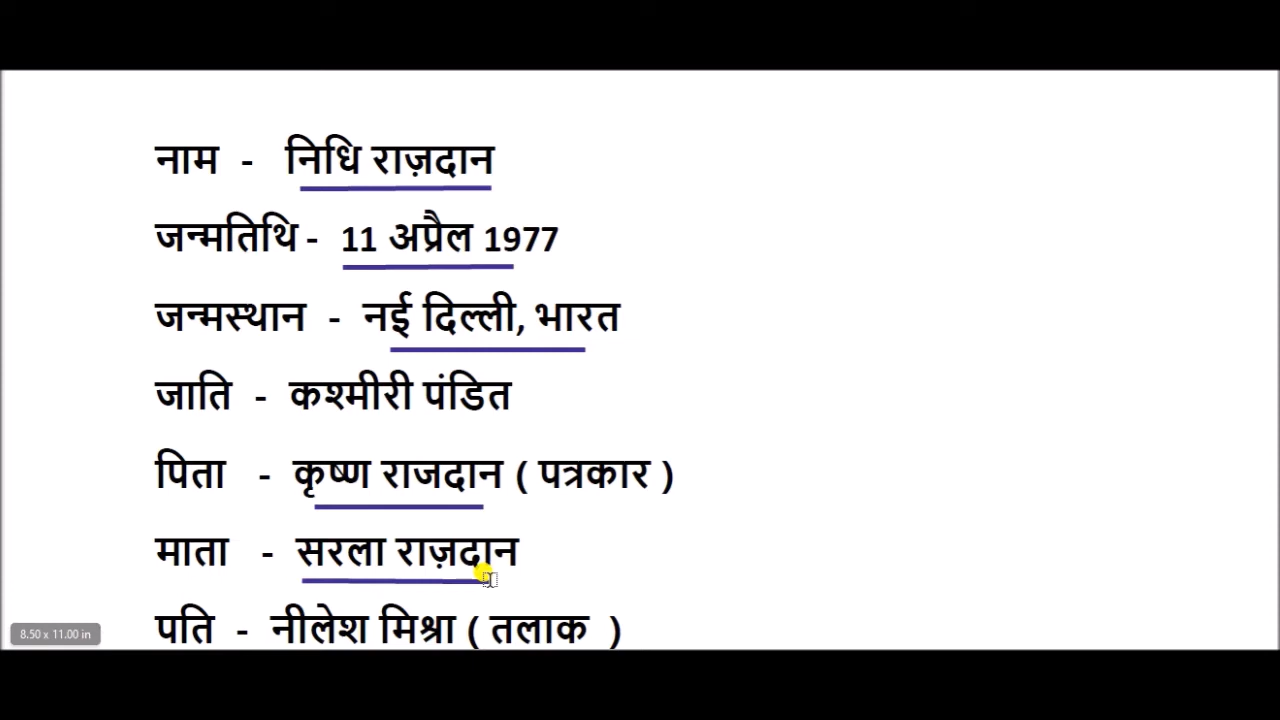 नाम - निधि राज़दान
जन्मतिथि - 11 अप्रैल 1977
जन्मस्थान - नई दिल्ली, भारत
जाति - कश्मीरी पंडित
पिता - कृष्ण राजदान ( पत्रकार )
माता - सरला राज़दान
पति - नीलेश मिश्रा ( तलाक )
8.50 x 11.00 in